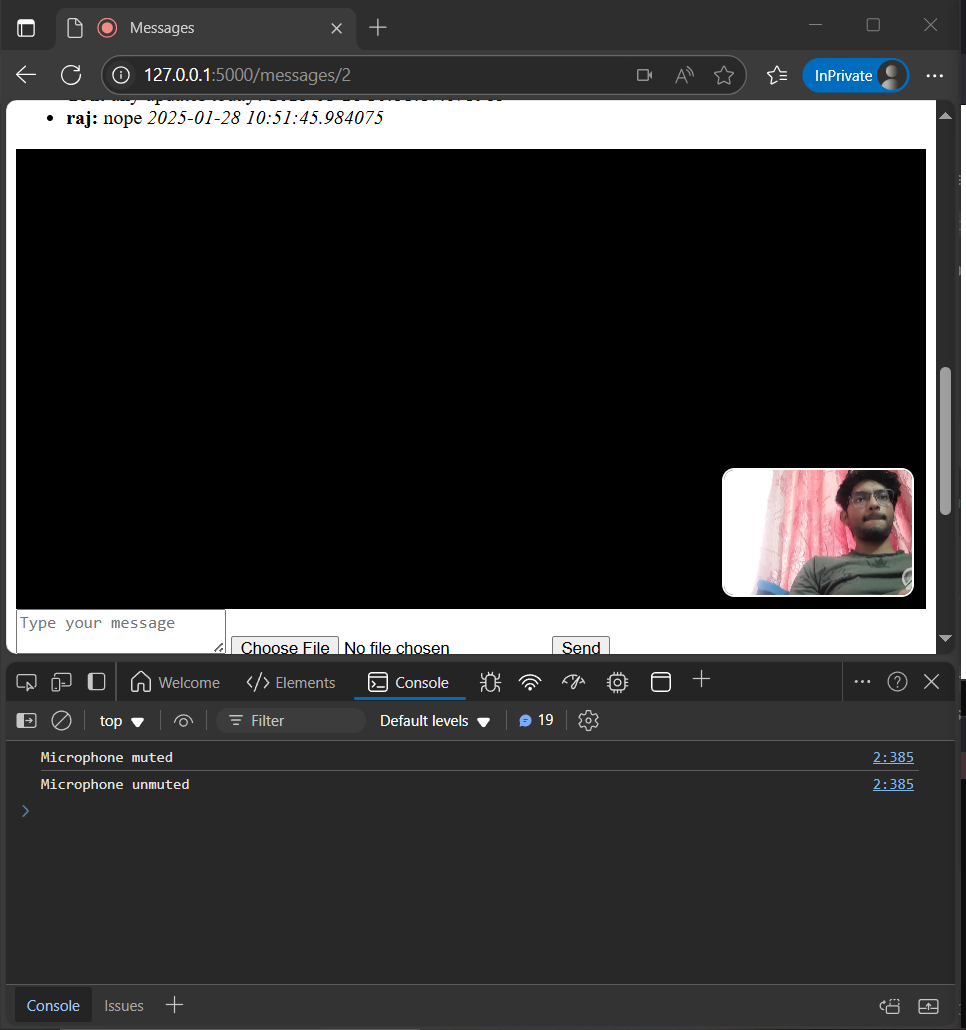 Messages
127.0.0.1:5000/messages/2
InPrivate
raj: nope 2025-01-28 10:51:45.984075
Type your message
Choose File No file chosen Send
Welcome Elements Console
top Filter Default levels 19
Microphone muted 2:385
Microphone unmuted 2:385
Console Issues